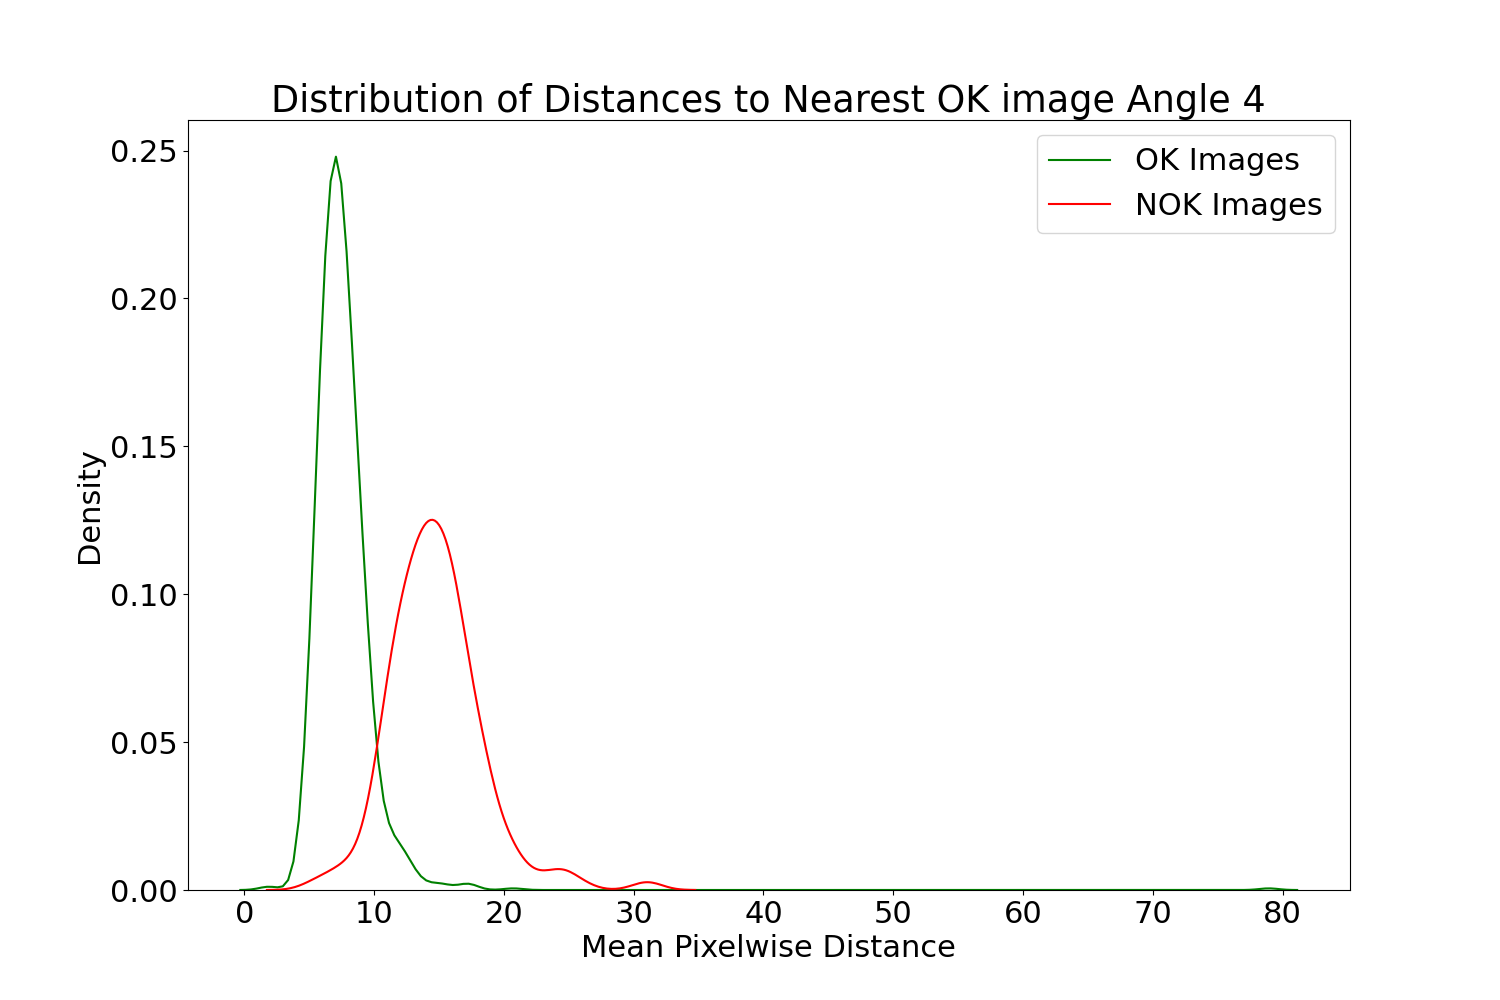 Distribution of Distances to Nearest OK image Angle 4
OK Images
NOK Images
0.25
0.20
0.15
0.10
0.05
0.00
Density
0 10 20 30 40 50 60 70 80
Mean Pixelwise Distance